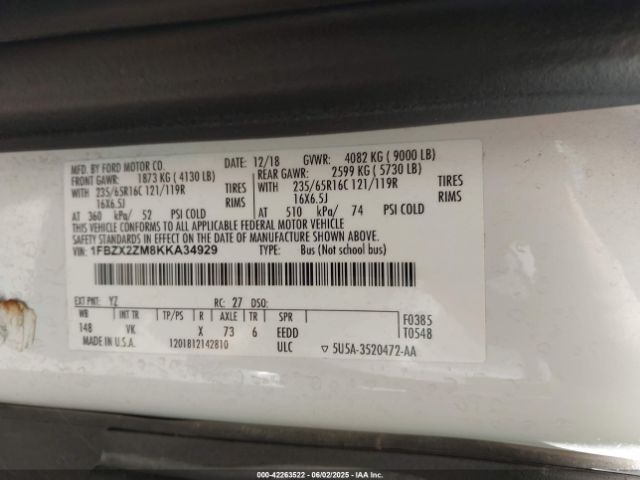 MFD. BY FORD MOTOR CO. DATE: 12/18 GVWR: 4082 KG ( 9000 LB)
FRONT GAWR: 1873 KG ( 4130 LB) REAR GAWR: 2599 KG ( 5730 LB)
WITH 235/65R16C 121/119R TIRES WITH 235/65R16C 121/119R TIRES
16X6.5J RIMS 16X6.5J RIMS
AT 360 kPa/ 52 PSI COLD AT 510 kPa/ 74 PSI COLD
THIS VEHICLE CONFORMS TO ALL APPLICABLE FEDERAL MOTOR VEHICLE
SAFETY STANDARDS IN EFFECT ON THE DATE OF MANUFACTURE SHOWN ABOVE.
VIN: 1FBZX2ZM8KKA34929 TYPE: Bus (Not school bus)
EXT PNT: YZ RC: 27 DSO:
WB INT TR TP/PS R AXLE TR SPR F0385
148 VK X 73 6 EEDD T0548
MADE IN U.S.A. 1201812142810 ULC ▽ 5U5A-3520472-AA
000-42263522 | 06/02/2025 - IAAI.com